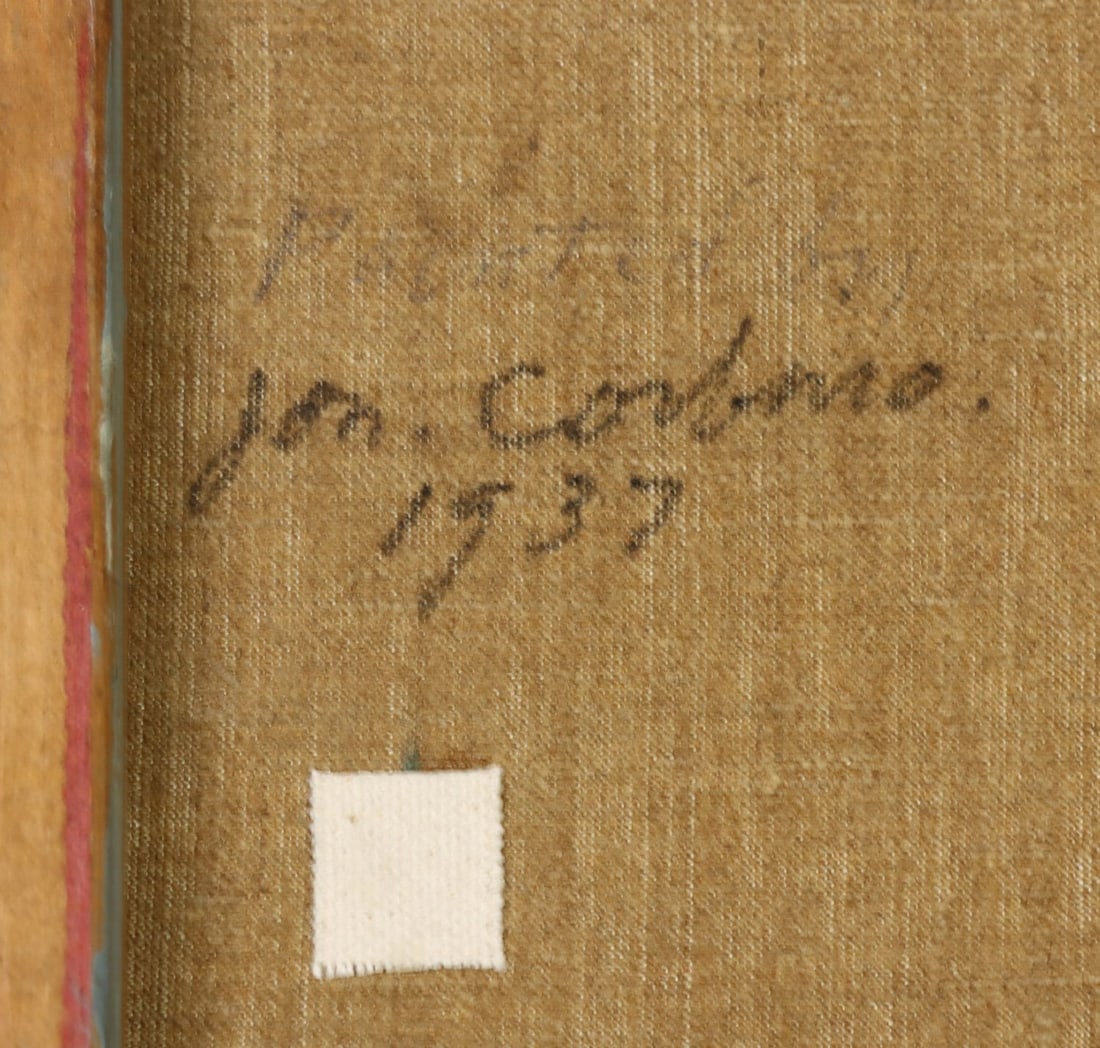 Painted by
Jon. Corbino.
1937